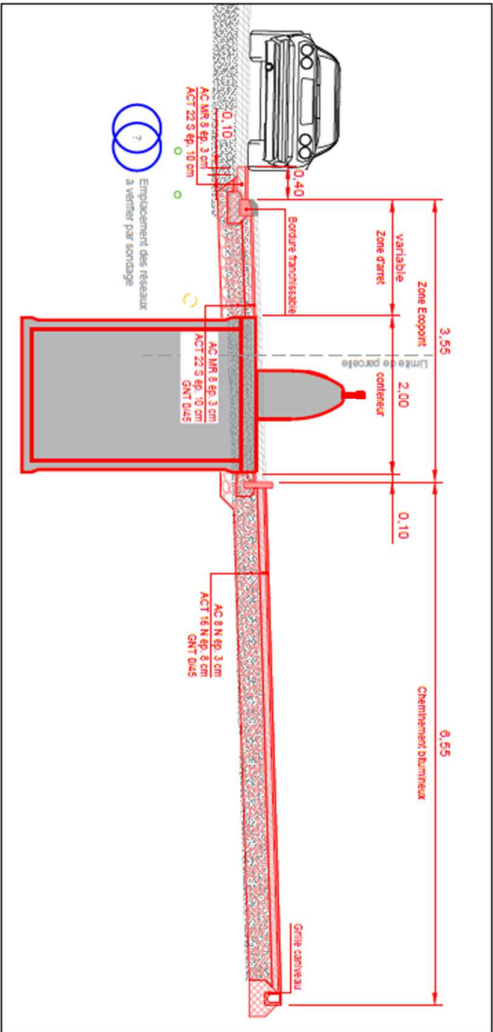 3,55
Zone Ecopoint
variable
Zone d'arret
2,00
conteneur
0,10
6,55
Cheminement bitumineux
0,40
Bordure franchissable
Limite de parcelle
0,10
AC MR 8 ép. 3 cm
ACT 22 S ép. 10 cm
AC MR 8 ép. 3 cm
ACT 22 S ép. 10 cm
GNT 0/45
AC 8 N ép. 3 cm
ACT 16 N ép. 8 cm
GNT 0/45
Grille caniveau
?
Emplacement des réseaux
à vérifier par sondage